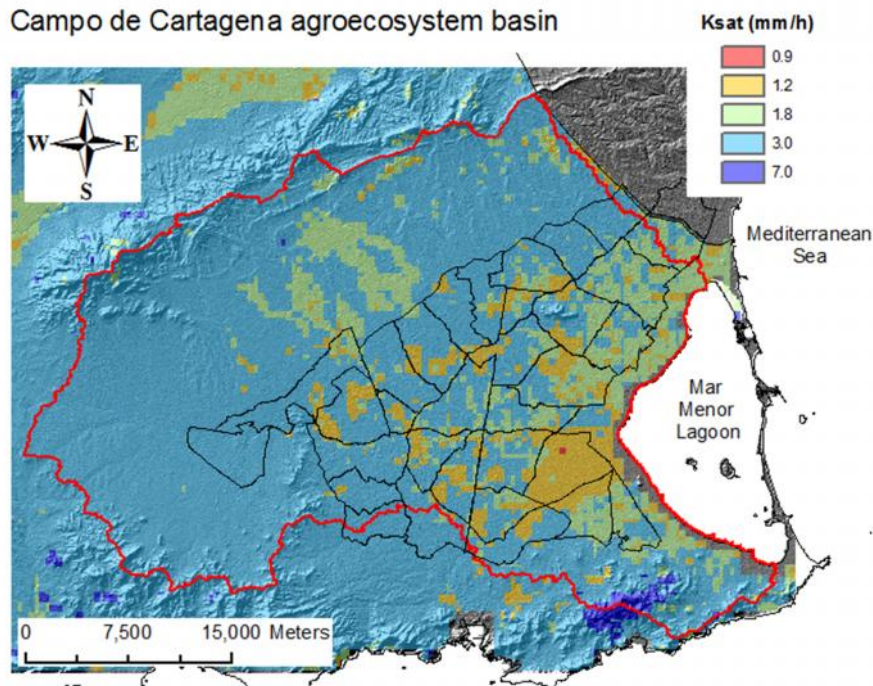 Campo de Cartagena agroecosystem basin
Ksat (mm/h)
0.9
1.2
1.8
3.0
7.0
N
W E
S
Mediterranean
Sea
Mar
Menor
Lagoon
0 7,500 15,000 Meters